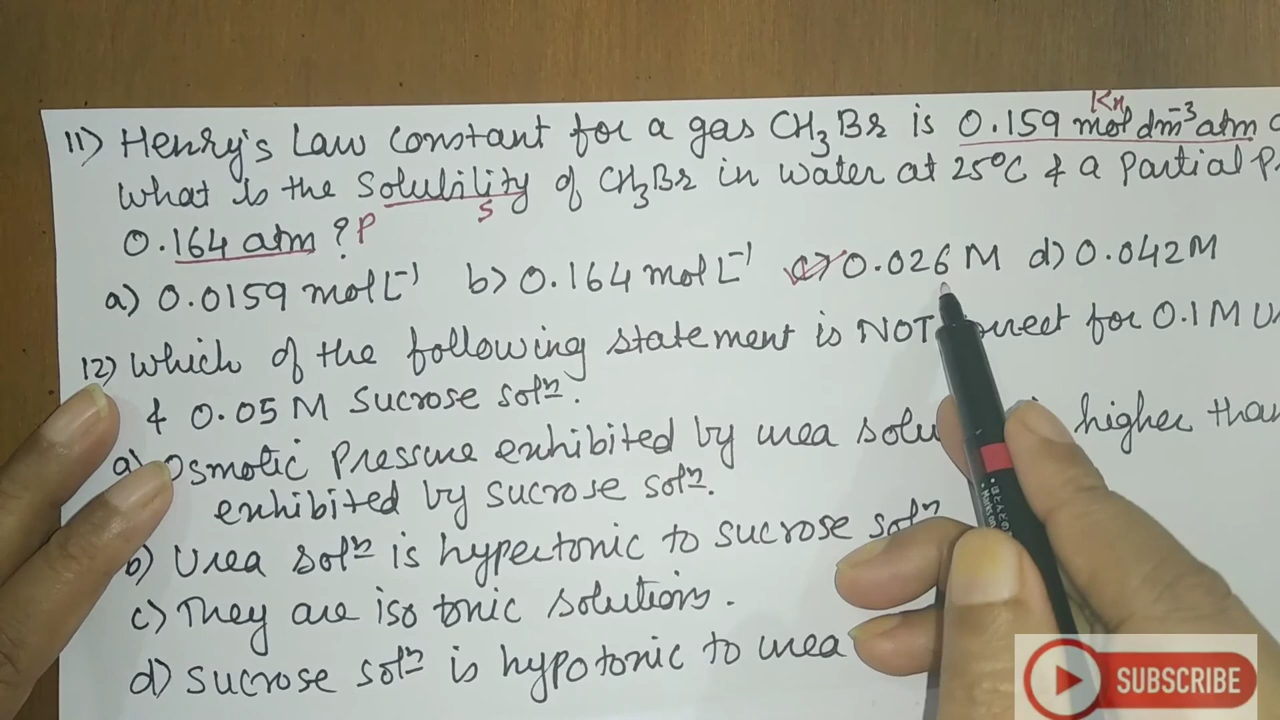 11) Henry's Law constant for a gas CH₃Br is 0.159 mol dm⁻³ atm
KH
What is the solubility of CH₃Br in water at 25°C & a partial P
S
0.164 atm ? P
a) 0.0159 mol L⁻¹ b) 0.164 mol L⁻¹ c) 0.026 M d) 0.042 M
12) Which of the following statement is NOT for 0.1 M
& 0.05 M Sucrose solⁿ.
a) Osmotic Pressure exhibited by urea higher
exhibited by sucrose solⁿ.
b) Urea solⁿ is hypertonic to sucrose solⁿ
c) They are iso tonic solutions.
d) Sucrose solⁿ is hypotonic to urea
SUBSCRIBE